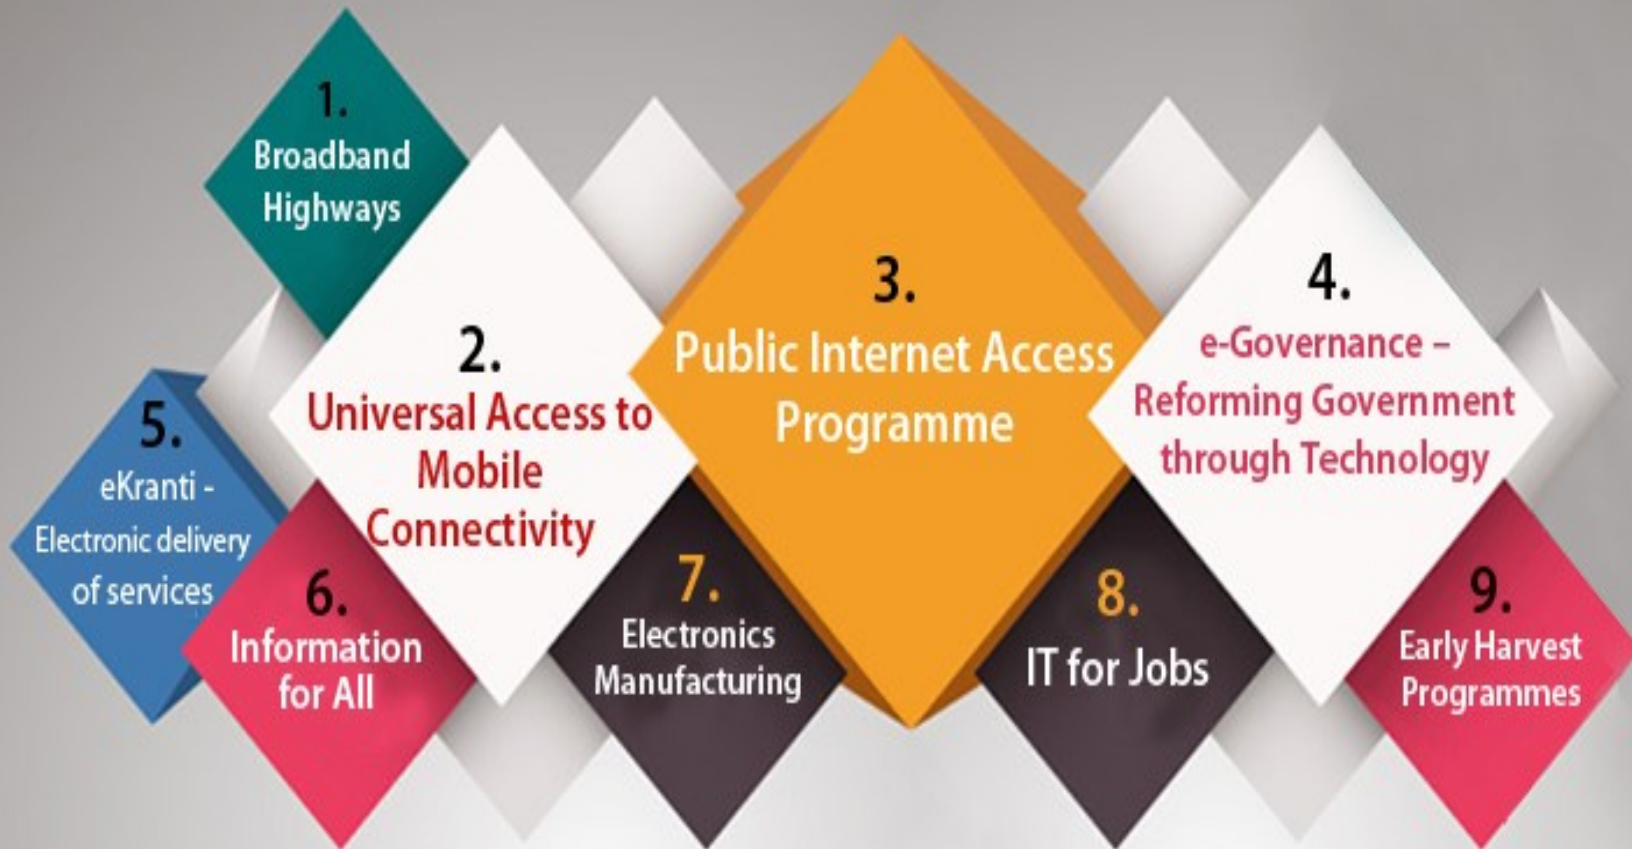 1.
Broadband
Highways
2.
Universal Access to
Mobile
Connectivity
3.
Public Internet Access
Programme
4.
e-Governance –
Reforming Government
through Technology
5.
eKranti -
Electronic delivery
of services
6.
Information
for All
7.
Electronics
Manufacturing
8.
IT for Jobs
9.
Early Harvest
Programmes